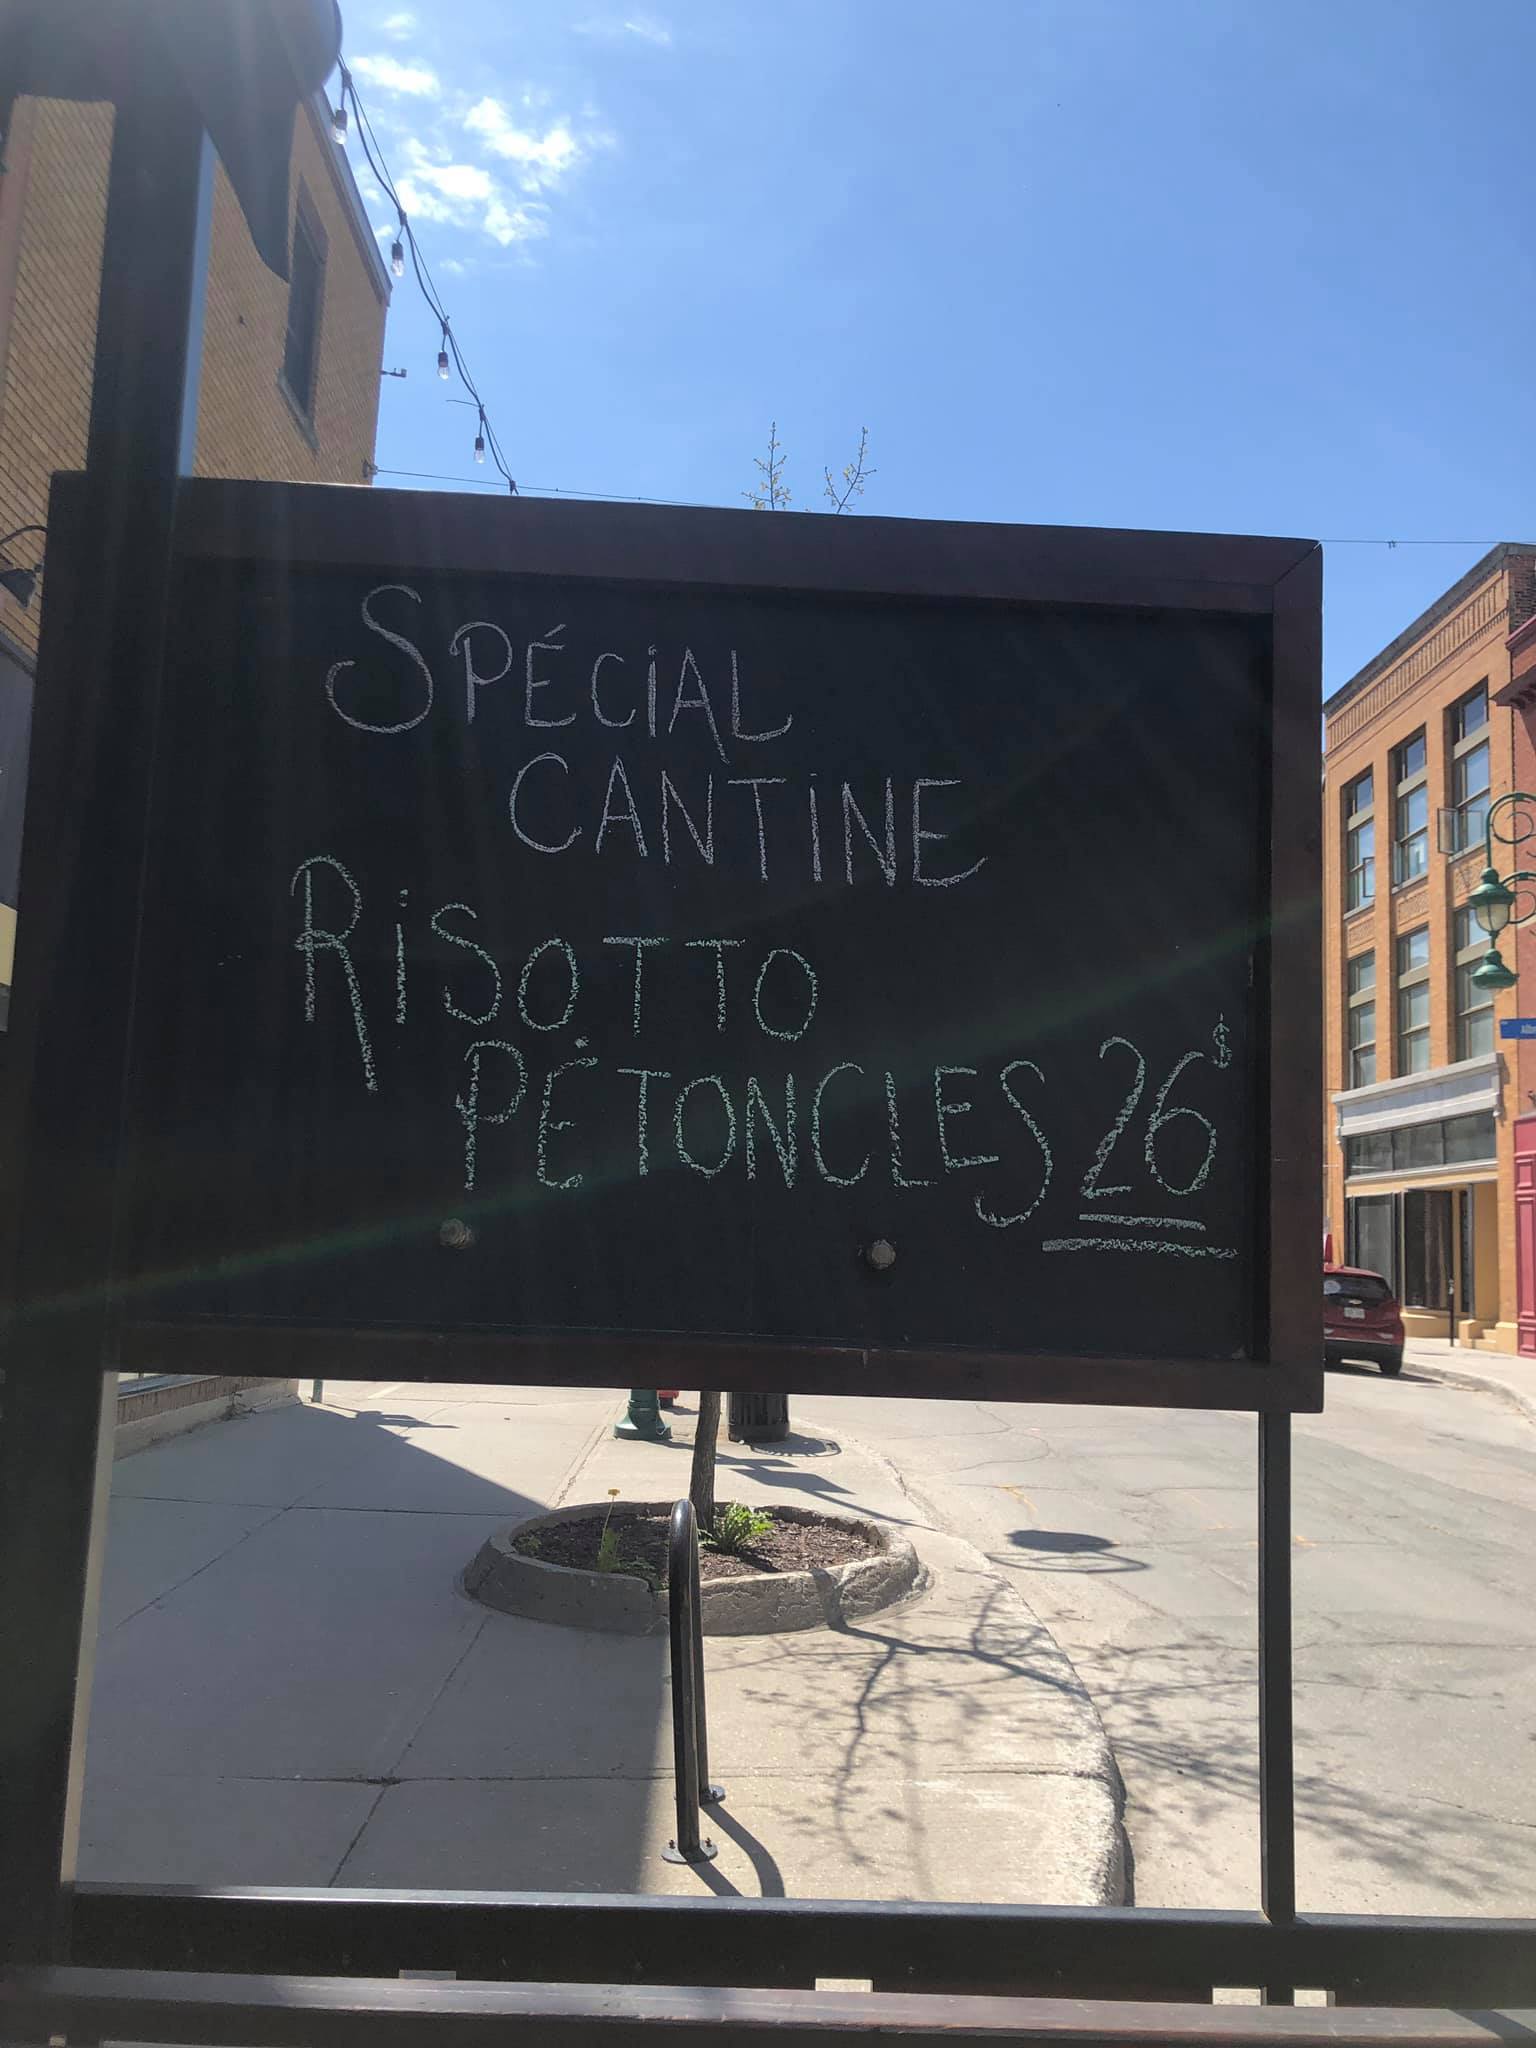 SPÉCIAL
CANTINE
RISOTTO
PÉTONCLES 26$